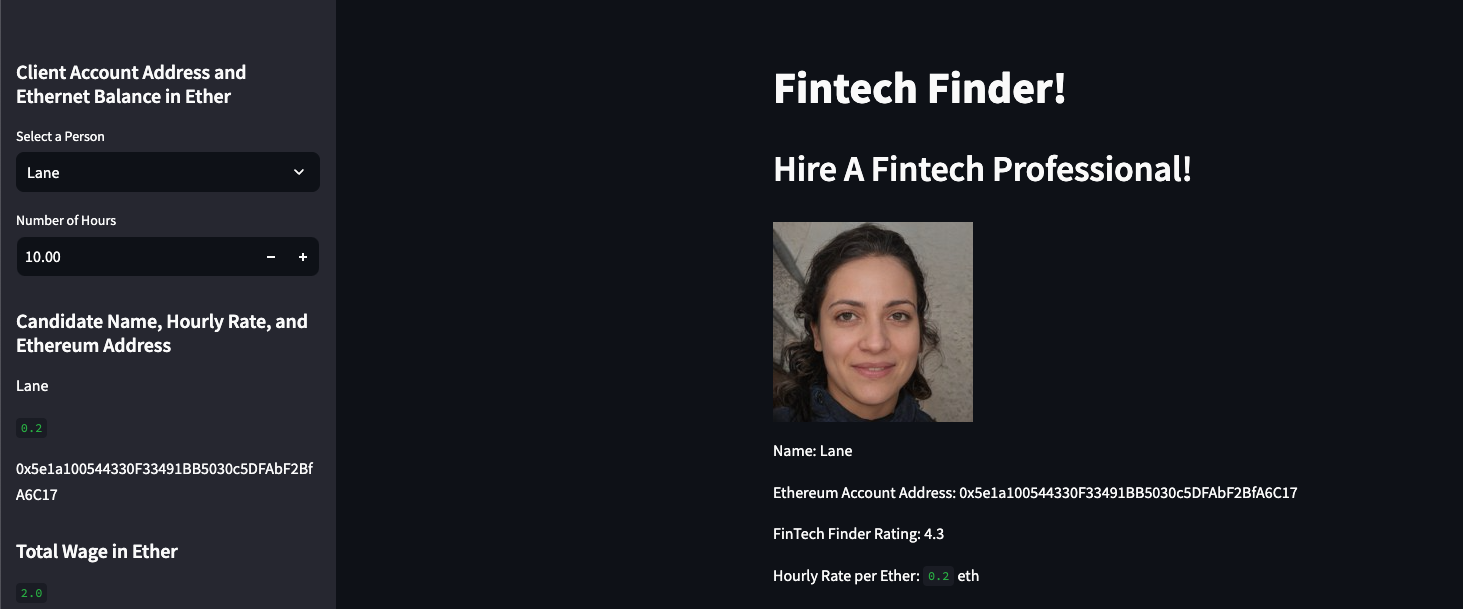 Client Account Address and
Ethernet Balance in Ether
Select a Person
Lane
Number of Hours
10.00
Candidate Name, Hourly Rate, and
Ethereum Address
Lane
0.2
0x5e1a100544330F33491BB5030c5DFAbF2Bf
A6C17
Total Wage in Ether
2.0
Fintech Finder!
Hire A Fintech Professional!
Name: Lane
Ethereum Account Address: 0x5e1a100544330F33491BB5030c5DFAbF2BfA6C17
FinTech Finder Rating: 4.3
Hourly Rate per Ether: 0.2 eth